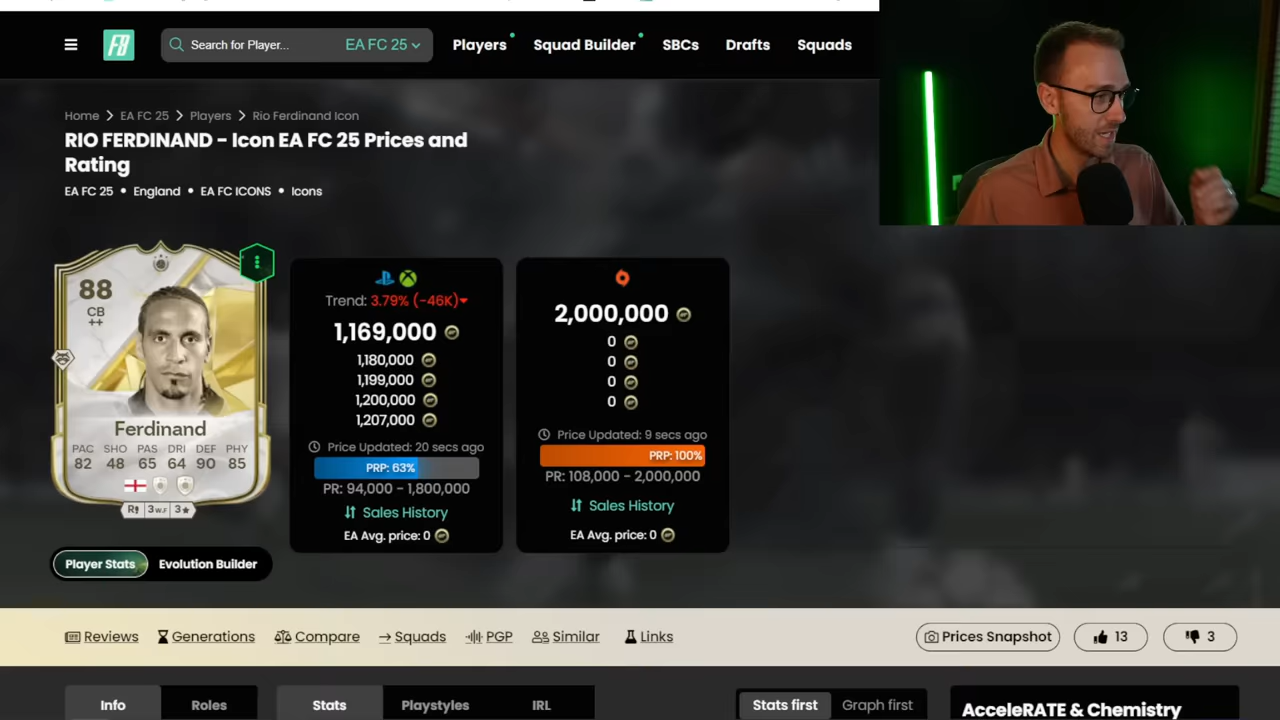 FB
Search for Player...
EA FC 25
Players
Squad Builder
SBCs
Drafts
Squads
Home > EA FC 25 > Players > Rio Ferdinand Icon
RIO FERDINAND - Icon EA FC 25 Prices and
Rating
EA FC 25 • England • EA FC ICONS • Icons
88
CB
++
Ferdinand
PAC SHO PAS DRI DEF PHY
82 48 65 64 90 85
3 W.F 3★
Trend: 3.79% (-46K)
1,169,000
1,180,000
1,199,000
1,200,000
1,207,000
Price Updated: 20 secs ago
PRP: 63%
PR: 94,000 - 1,800,000
Sales History
EA Avg. price: 0
2,000,000
0
0
0
0
Price Updated: 9 secs ago
PRP: 100%
PR: 108,000 - 2,000,000
Sales History
EA Avg. price: 0
Player Stats
Evolution Builder
Reviews
Generations
Compare
Squads
PGP
Similar
Links
Prices Snapshot
13
3
Info
Roles
Stats
Playstyles
IRL
Stats first
Graph first
AcceleRATE & Chemistry